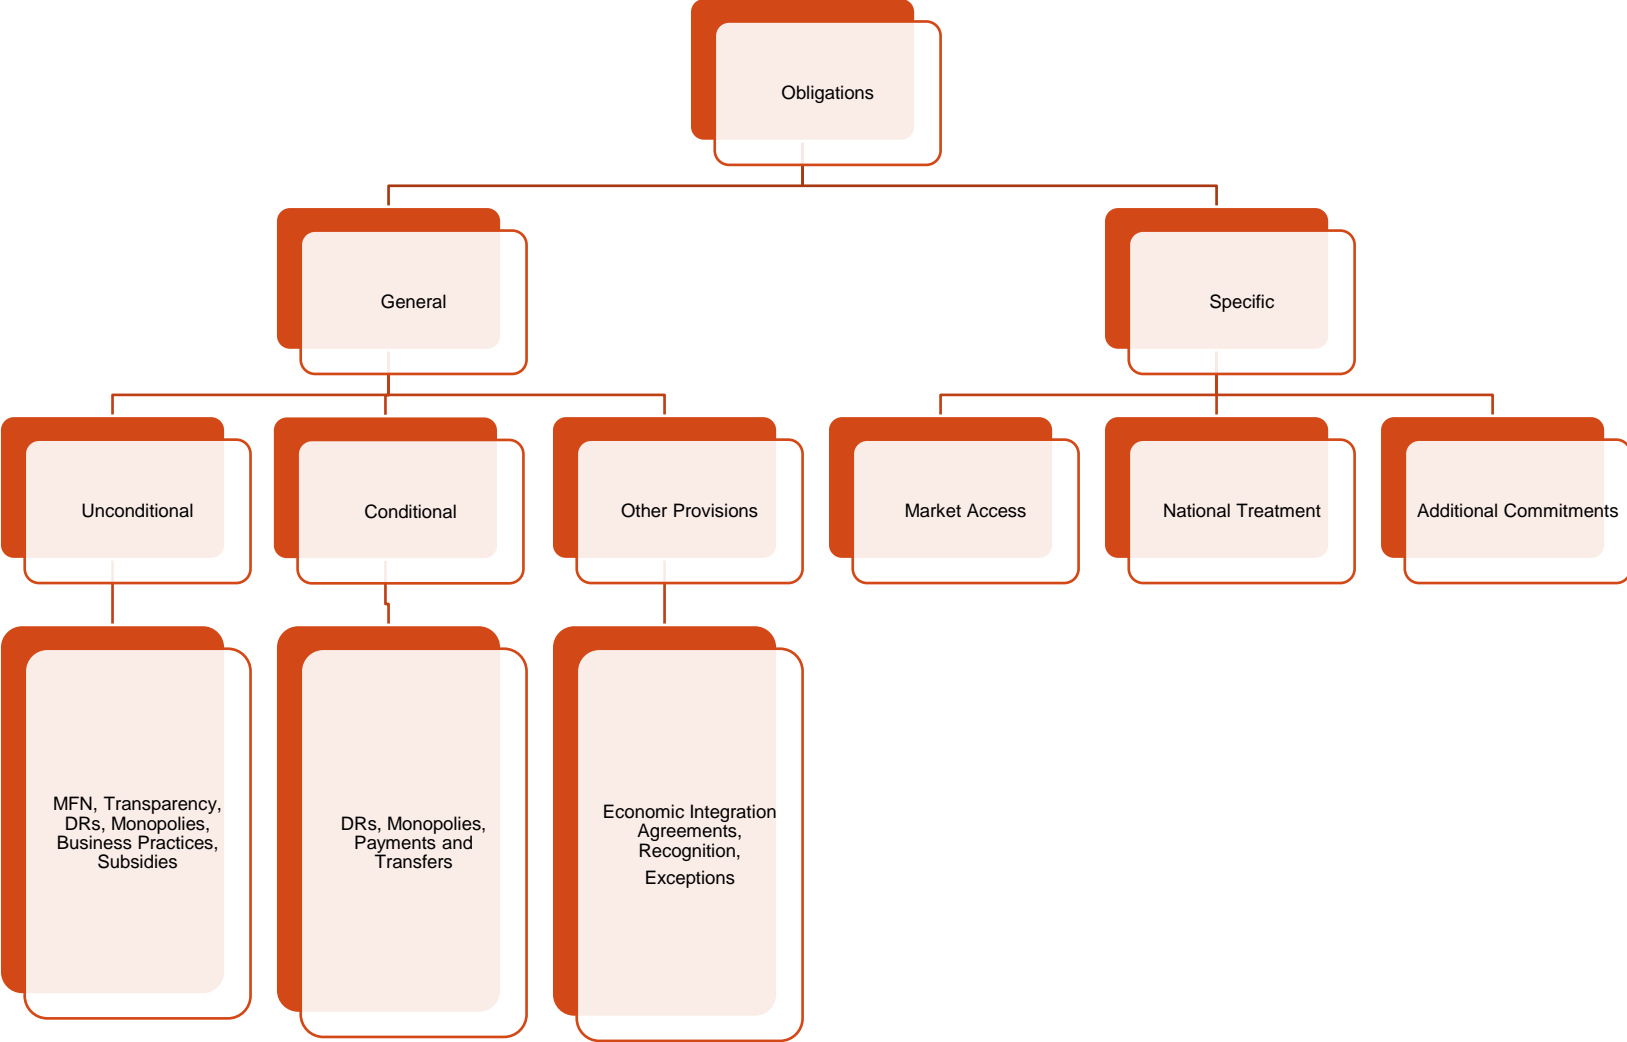 Obligations
General
Specific
Unconditional
Conditional
Other Provisions
Market Access
National Treatment
Additional Commitments
MFN, Transparency,
DRs, Monopolies,
Business Practices,
Subsidies
DRs, Monopolies,
Payments and
Transfers
Economic Integration
Agreements,
Recognition,
Exceptions